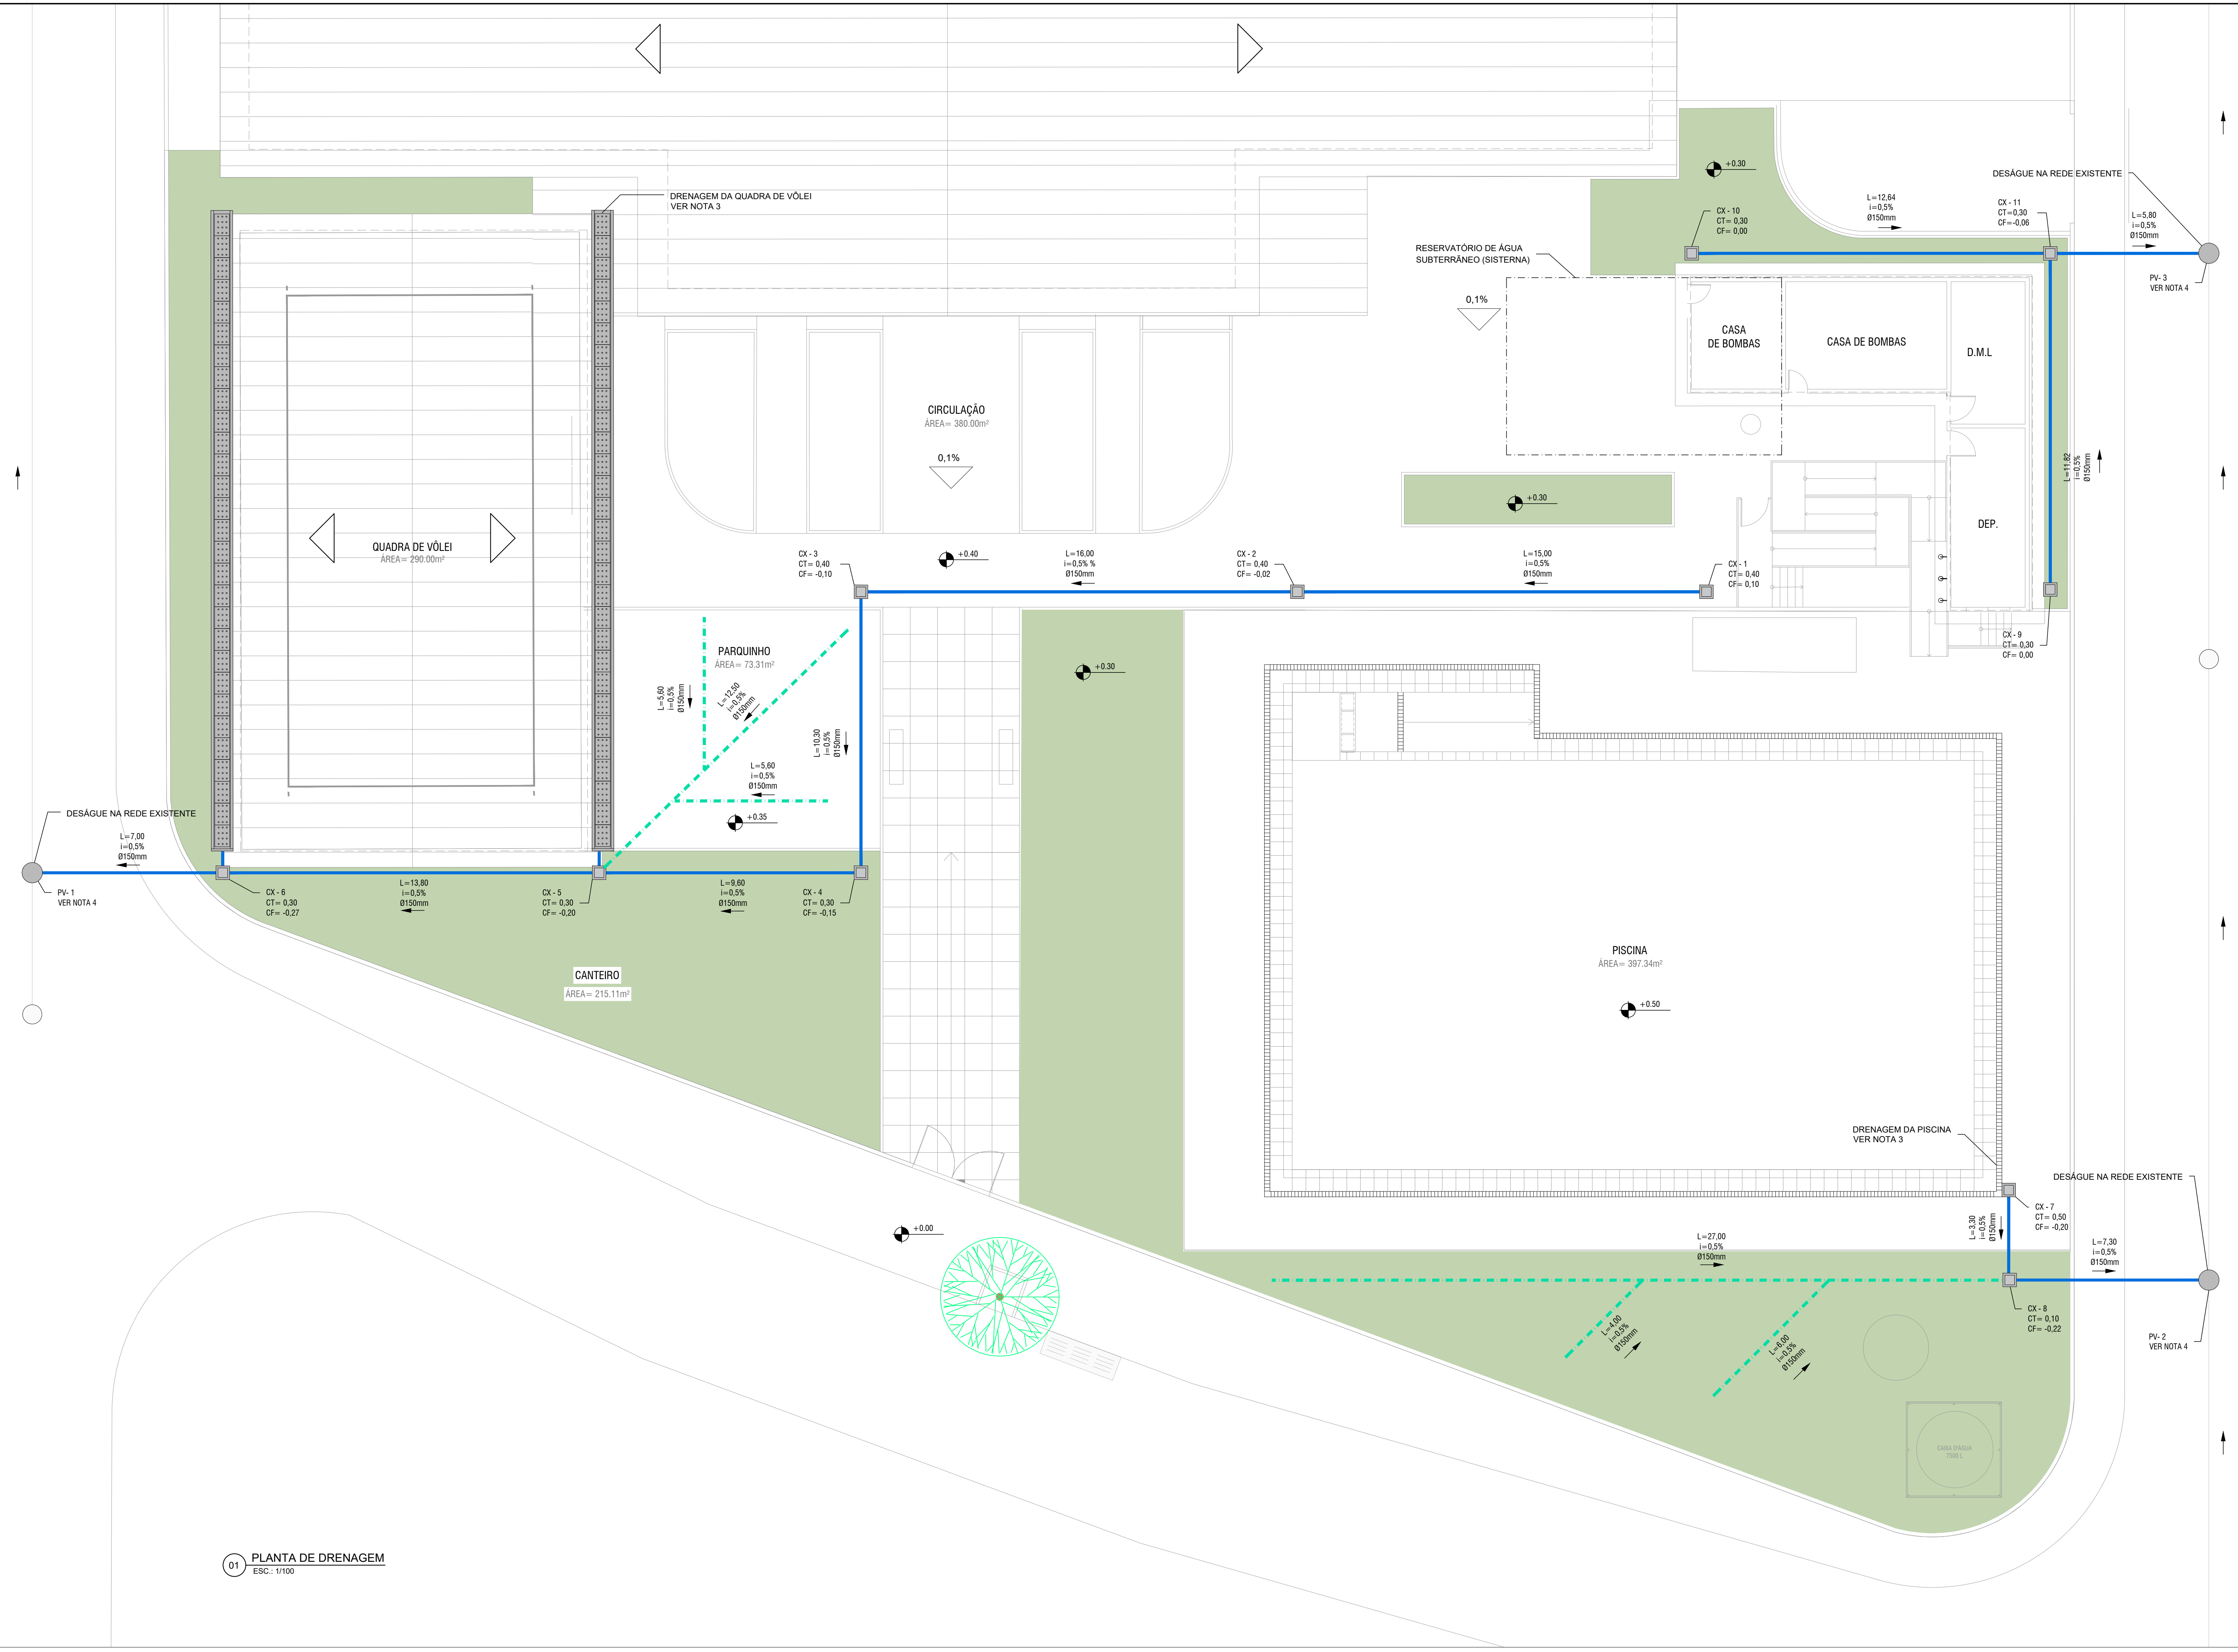 +0.30
DESÁGUE NA REDE EXISTENTE
DRENAGEM DA QUADRA DE VÔLEI
VER NOTA 3
CX - 10
CT= 0,30
CF= 0,00
L=12,64
i=0,5%
Ø150mm
CX - 11
CT=0,30
CF=-0,06
L=5,80
i=0,5%
Ø150mm
RESERVATÓRIO DE ÁGUA
SUBTERRÂNEO (SISTERNA)
PV- 3
VER NOTA 4
0,1%
CASA
DE BOMBAS
CASA DE BOMBAS
D.M.L
CIRCULAÇÃO
ÁREA= 380.00m²
0,1%
L=11,82
i=0,5%
Ø150mm
+0.30
DEP.
QUADRA DE VÔLEI
ÁREA= 290.00m²
CX - 3
CT= 0,40
CF= -0,10
+0.40
L=16,00
i=0,5% %
Ø150mm
CX - 2
CT= 0,40
CF= -0,02
L=15,00
i=0,5%
Ø150mm
CX - 1
CT= 0,40
CF= 0,10
CX - 9
CT= 0,30
CF= 0,00
PARQUINHO
ÁREA= 73.31m²
+0.30
L=5,60
i=0,5%
Ø150mm
L=12,50
i=0,5%
Ø150mm
L=10,30
i=0,5%
Ø150mm
L=5,60
i=0,5%
Ø150mm
+0.35
DESÁGUE NA REDE EXISTENTE
L=7,00
i=0,5%
Ø150mm
PV- 1
VER NOTA 4
CX - 6
CT= 0,30
CF= -0,27
L=13,80
i=0,5%
Ø150mm
CX - 5
CT= 0,30
CF= -0,20
L=9,60
i=0,5%
Ø150mm
CX - 4
CT= 0,30
CF= -0,15
CANTEIRO
ÁREA= 215.11m²
PISCINA
ÁREA= 397.34m²
+0.50
DRENAGEM DA PISCINA
VER NOTA 3
DESÁGUE NA REDE EXISTENTE
+0.00
CX - 7
CT= 0,50
CF= -0,20
L=3,30
i=0,5%
Ø150mm
L=27,00
i=0,5%
Ø150mm
L=7,30
i=0,5%
Ø150mm
CX - 8
CT= 0,10
CF= -0,22
L=4,00
i=0,5%
Ø150mm
L=6,00
i=0,5%
Ø150mm
PV- 2
VER NOTA 4
CAIXA D'ÁGUA
7500 L
01
PLANTA DE DRENAGEM
ESC.: 1/100